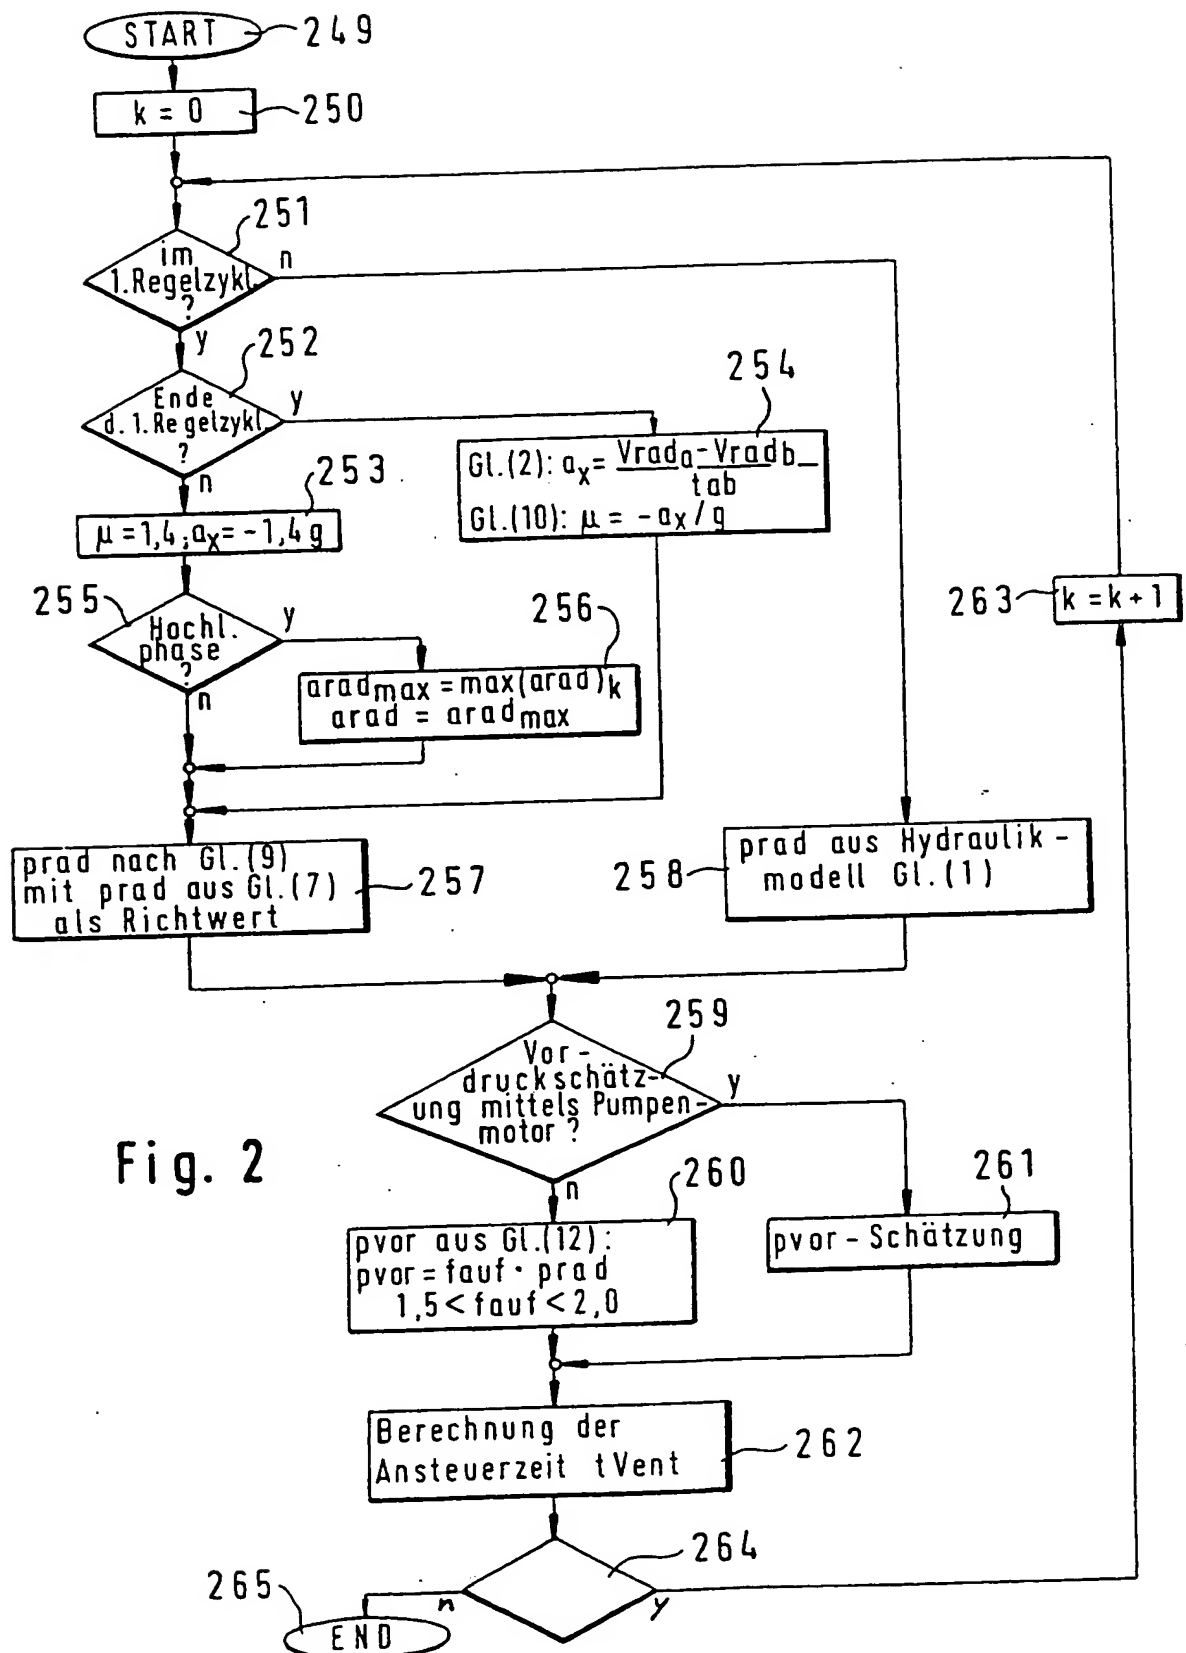 START
249
k = 0
250
251
im
1.Regelzykl.
?
n
y
252
Ende
d. 1.Regelzykl.
?
y
n
254
Gl.(2): ax = Vrada - Vradb
tab
Gl.(10): μ = -ax / g
253
μ = 1,4 ; ax = -1,4 g
255
Hochl.
phase
?
y
n
256
aradmax = max(arad)k
arad = aradmax
263
k = k + 1
prad nach Gl.(9)
mit prad aus Gl.(7)
als Richtwert
257
258
prad aus Hydraulik-
modell Gl.(1)
259
Vor-
druckschätz-
ung mittels Pumpen-
motor ?
y
n
Fig. 2
260
pvor aus Gl.(12):
pvor = fauf · prad
1,5 < fauf < 2,0
261
pvor-Schätzung
Berechnung der
Ansteuerzeit tVent
262
264
n
y
265
END